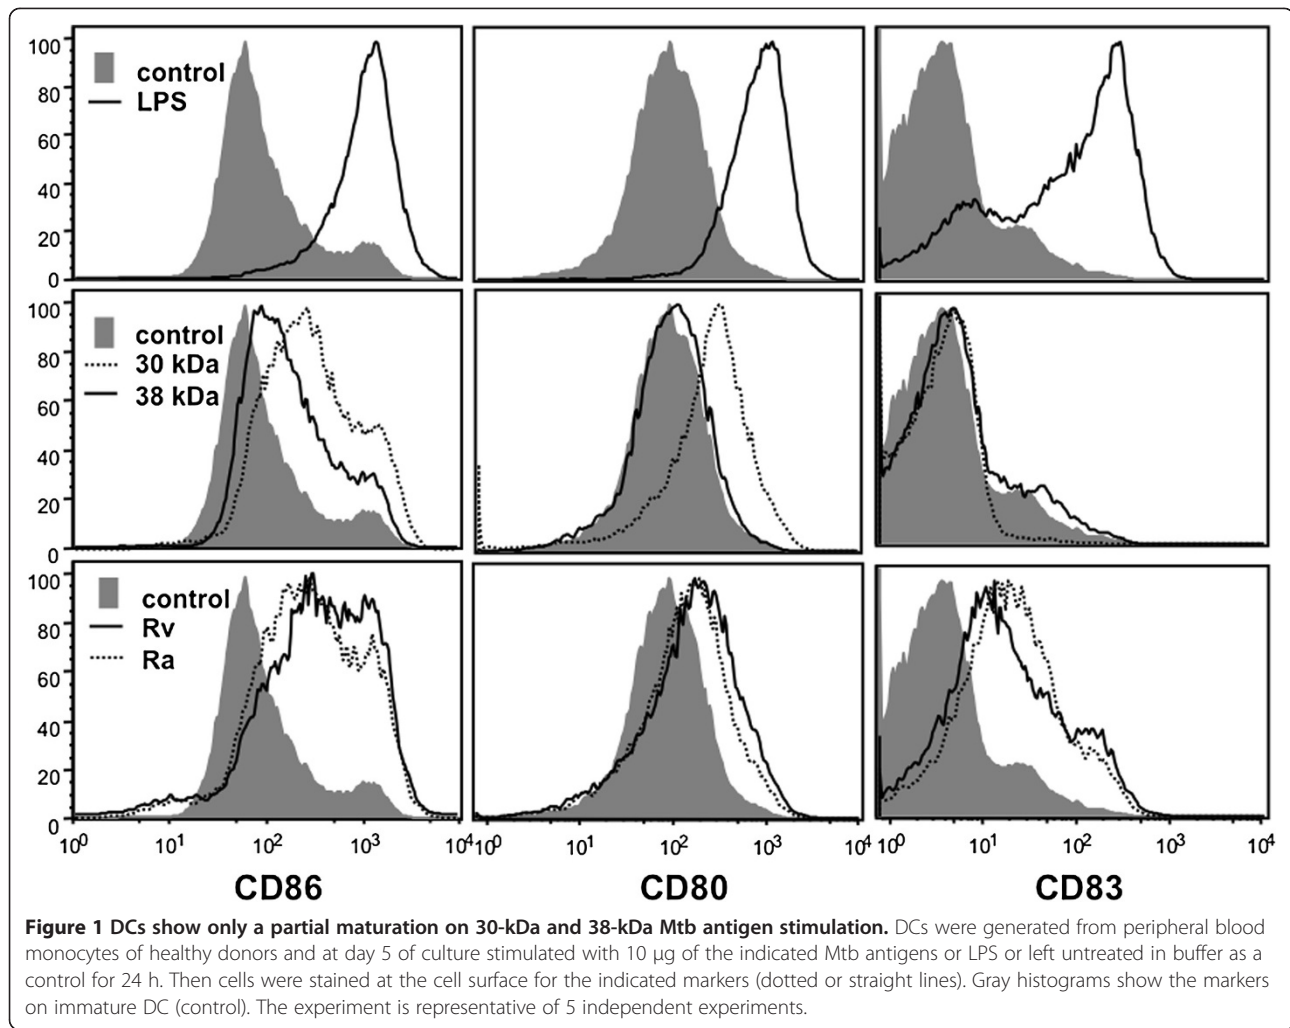 100
80
60
40
20
0
control
LPS
100
80
60
40
20
0
control
30 kDa
38 kDa
100
80
60
40
20
0
control
Rv
Ra
10⁰ 10¹ 10² 10³ 10⁴
10⁰ 10¹ 10² 10³ 10⁴
10⁰ 10¹ 10² 10³ 10⁴
CD86 CD80 CD83
Figure 1 DCs show only a partial maturation on 30-kDa and 38-kDa Mtb antigen stimulation. DCs were generated from peripheral blood
monocytes of healthy donors and at day 5 of culture stimulated with 10 μg of the indicated Mtb antigens or LPS or left untreated in buffer as a
control for 24 h. Then cells were stained at the cell surface for the indicated markers (dotted or straight lines). Gray histograms show the markers
on immature DC (control). The experiment is representative of 5 independent experiments.